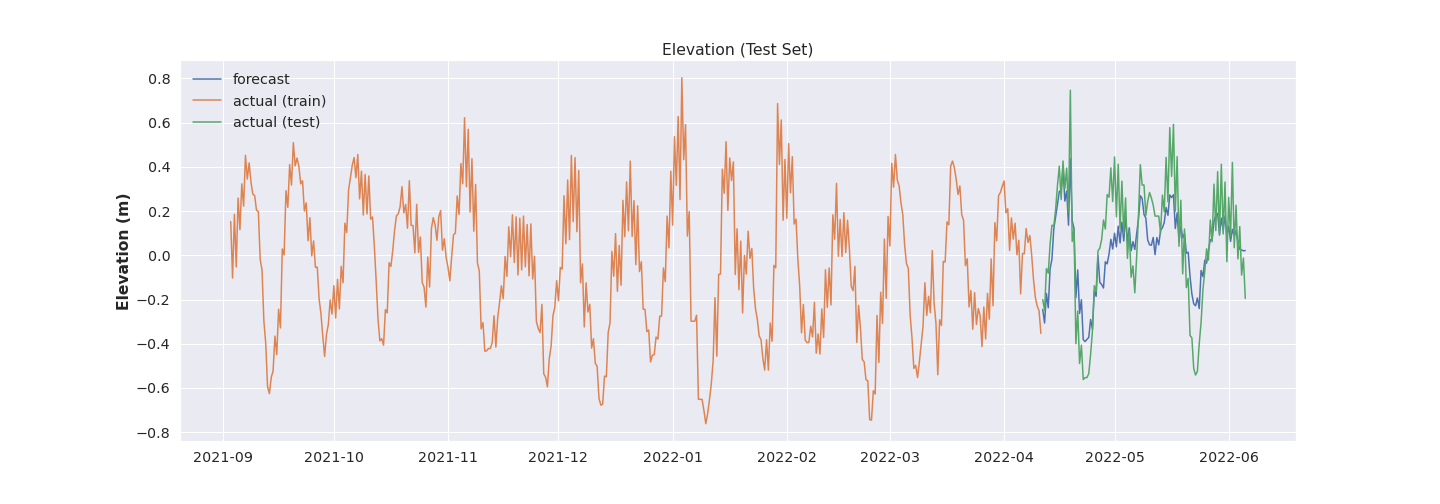 Elevation (Test Set)
forecast
actual (train)
actual (test)
Elevation (m)
0.8
0.6
0.4
0.2
0.0
−0.2
−0.4
−0.6
−0.8
2021-09 2021-10 2021-11 2021-12 2022-01 2022-02 2022-03 2022-04 2022-05 2022-06